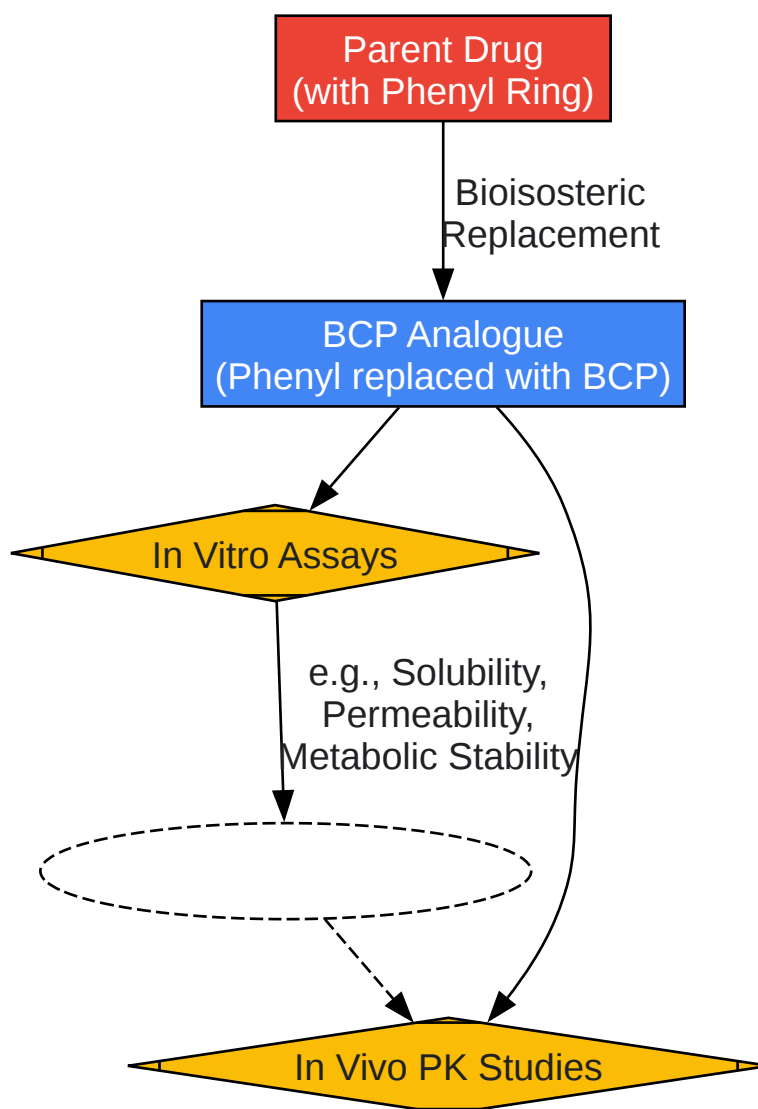 Parent Drug
(with Phenyl Ring)
Bioisosteric
Replacement
BCP Analogue
(Phenyl replaced with BCP)
In Vitro Assays
e.g., Solubility,
Permeability,
Metabolic Stability
In Vivo PK Studies